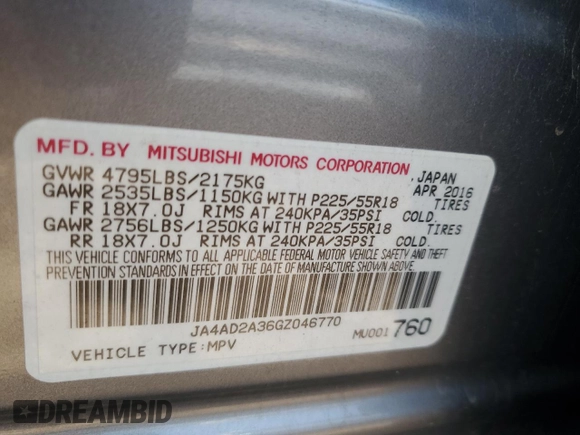 MFD. BY MITSUBISHI MOTORS CORPORATION
GVWR 4795LBS/2175KG . JAPAN
GAWR 2535LBS/1150KG WITH P225/55R18 APR 2016
FR 18X7.0J RIMS AT 240KPA/35PSI COLD. TIRES
GAWR 2756LBS/1250KG WITH P225/55R18 TIRES
RR 18X7.0J RIMS AT 240KPA/35PSI COLD.
THIS VEHICLE CONFORMS TO ALL APPLICABLE FEDERAL MOTOR VEHICLE SAFETY AND THEFT
PREVENTION STANDARDS IN EFFECT ON THE DATE OF MANUFACTURE SHOWN ABOVE.
JA4AD2A36GZ046770
MU001 760
VEHICLE TYPE:MPV
DREAMBID